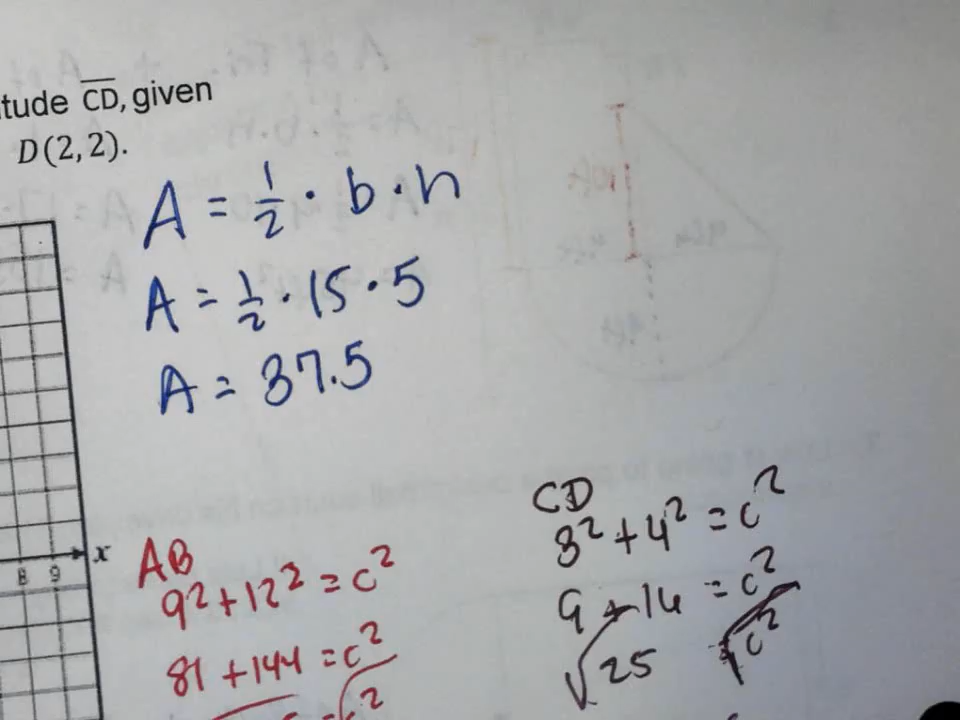 tude CD, given
D(2,2).
A = 1/2 · b · h
A = 1/2 · 15 · 5
A = 37.5
x
8 9
AB
9² + 12² = c²
81 + 144 = c²
CD
3² + 4² = c²
9 + 16 = c²
√25 √c²